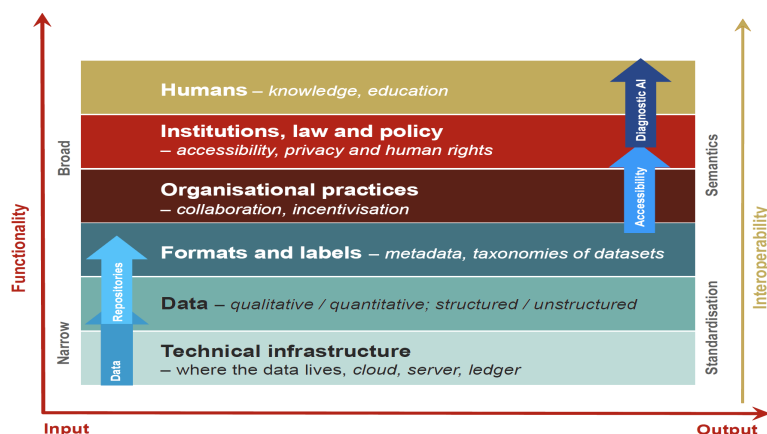 Humans – knowledge, education
Institutions, law and policy
– accessibility, privacy and human rights
Organisational practices
– collaboration, incentivisation
Formats and labels – metadata, taxonomies of datasets
Data – qualitative / quantitative; structured / unstructured
Technical infrastructure
– where the data lives, cloud, server, ledger
Functionality
Broad
Narrow
Repositories
Data
Diagnostic AI
Accessibility
Semantics
Standardisation
Interoperability
Input
Output